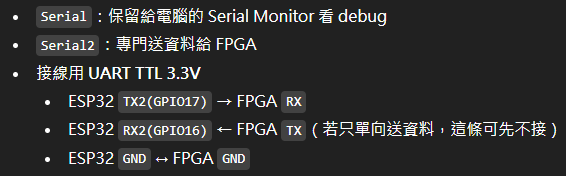 Serial：保留給電腦的 Serial Monitor 看 debug
Serial2：專門送資料給 FPGA
接線用 UART TTL 3.3V
ESP32 TX2(GPIO17) → FPGA RX
ESP32 RX2(GPIO16) ← FPGA TX（若只單向送資料，這條可先不接）
ESP32 GND ↔ FPGA GND